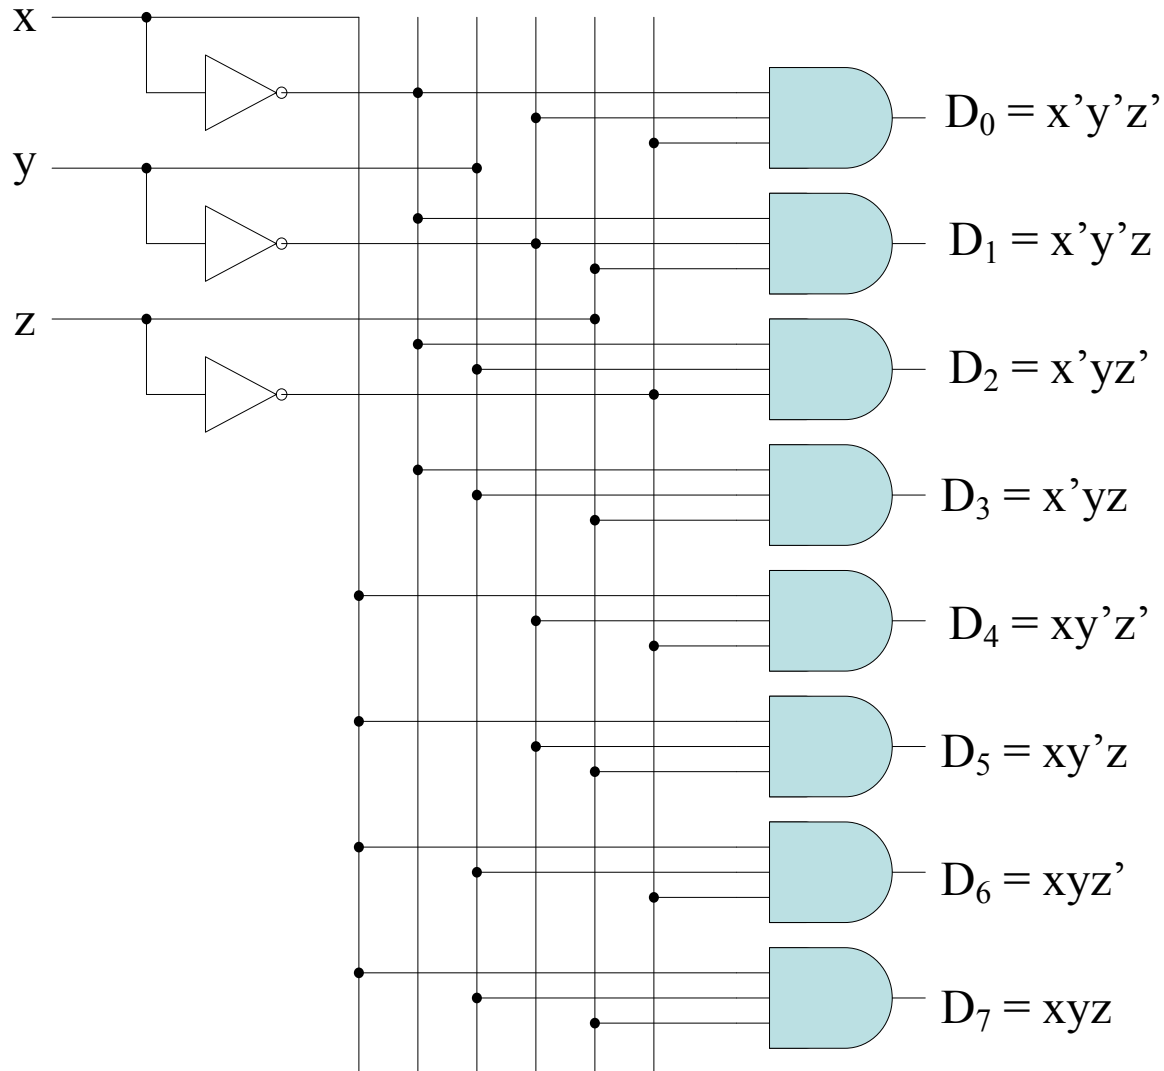 x
D₀ = x’y’z’
y
D₁ = x’y’z
z
D₂ = x’yz’
D₃ = x’yz
D₄ = xy’z’
D₅ = xy’z
D₆ = xyz’
D₇ = xyz